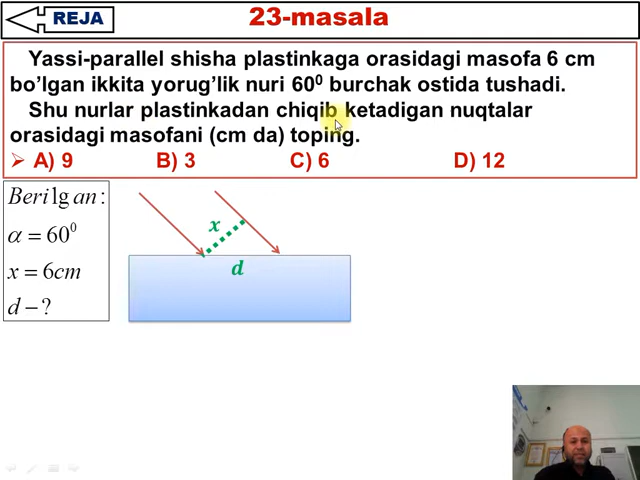 REJA
23-masala
Yassi-parallel shisha plastinkaga orasidagi masofa 6 cm
bo’lgan ikkita yorug’lik nuri 60⁰ burchak ostida tushadi.
Shu nurlar plastinkadan chiqib ketadigan nuqtalar
orasidagi masofani (cm da) toping.
➢ A) 9 B) 3 C) 6 D) 12
Berilgan:
α = 60⁰
x = 6cm
d − ?
x
d